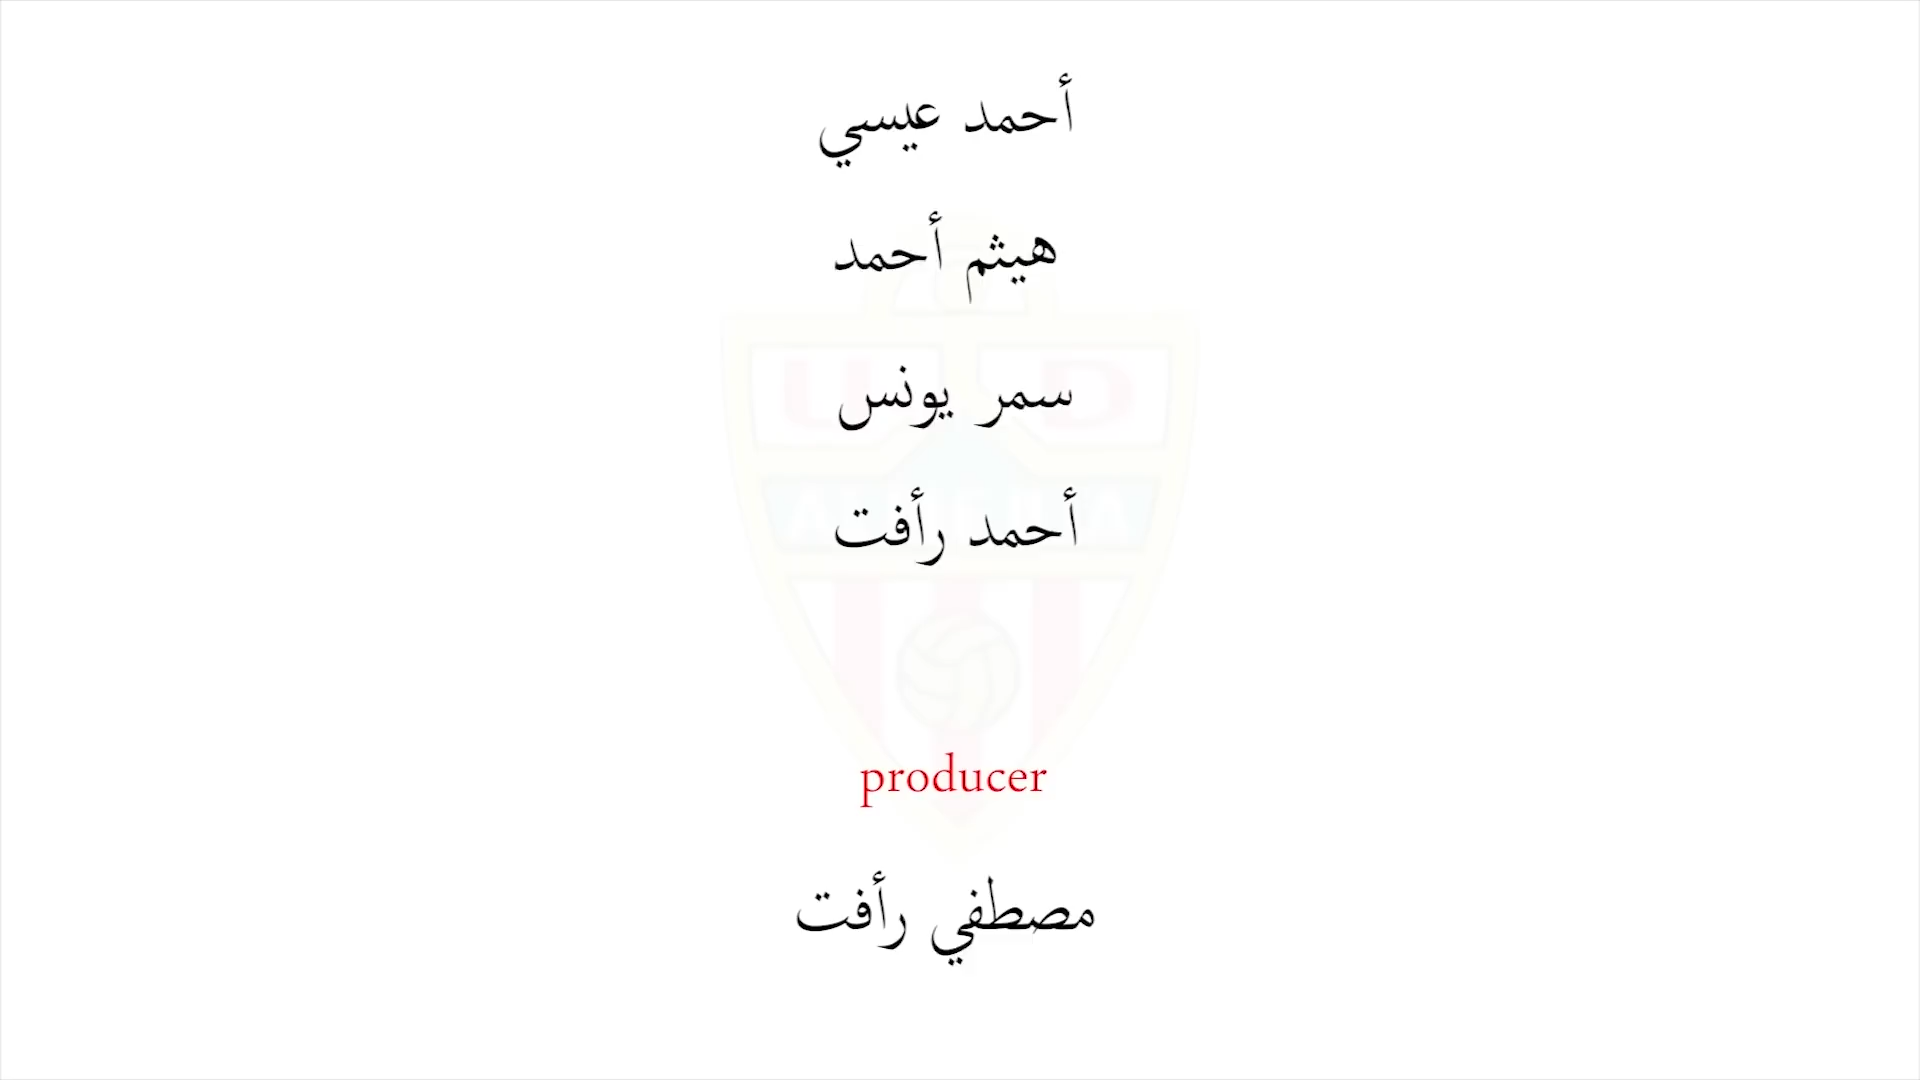 أحمد عيسي
هيثم أحمد
سمر يونس
U D
أحمد رأفت
producer
مصطفي رأفت